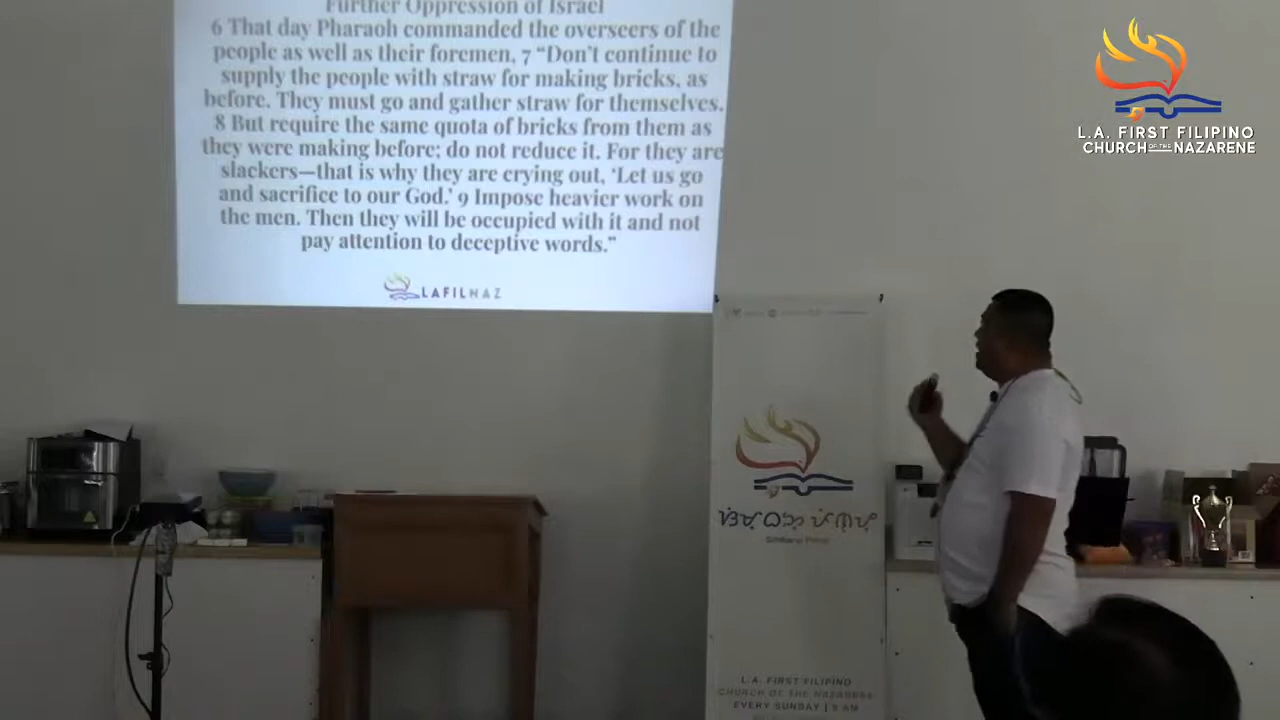 Further Oppression of Israel
6 That day Pharaoh commanded the overseers of the
people as well as their foremen, 7 “Don’t continue to
supply the people with straw for making bricks, as
before. They must go and gather straw for themselves.
8 But require the same quota of bricks from them as
they were making before; do not reduce it. For they are
slackers—that is why they are crying out, ‘Let us go
and sacrifice to our God.’ 9 Impose heavier work on
the men. Then they will be occupied with it and not
pay attention to deceptive words.”
LAFILNAZ
L.A. FIRST FILIPINO
CHURCH OF THE NAZARENE
L.A. FIRST FILIPINO
CHURCH OF THE NAZARENE
EVERY SUNDAY | 9 AM